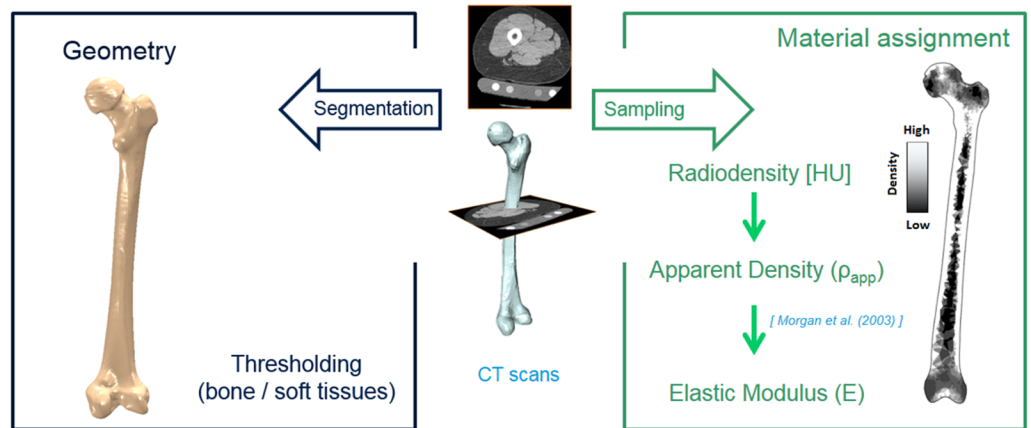 Geometry
Segmentation
Thresholding
(bone / soft tissues)
CT scans
Material assignment
Sampling
High
Density
Low
Radiodensity [HU]
Apparent Density (ρapp)
[ Morgan et al. (2003) ]
Elastic Modulus (E)